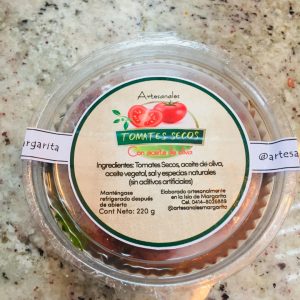 Artesanales
TOMATES SECOS
Con aceite de oliva
Ingredientes: Tomates Secos, aceite de oliva,
aceite vegetal, sal y especias naturales
(sin aditivos artificiales)
Manténgase
refrigerado después
de abierto
Cont Neto: 220 g
Elaborado artesanalmente
en la Isla de Margarita
@artesanalesmargarita
margarita
@artesa